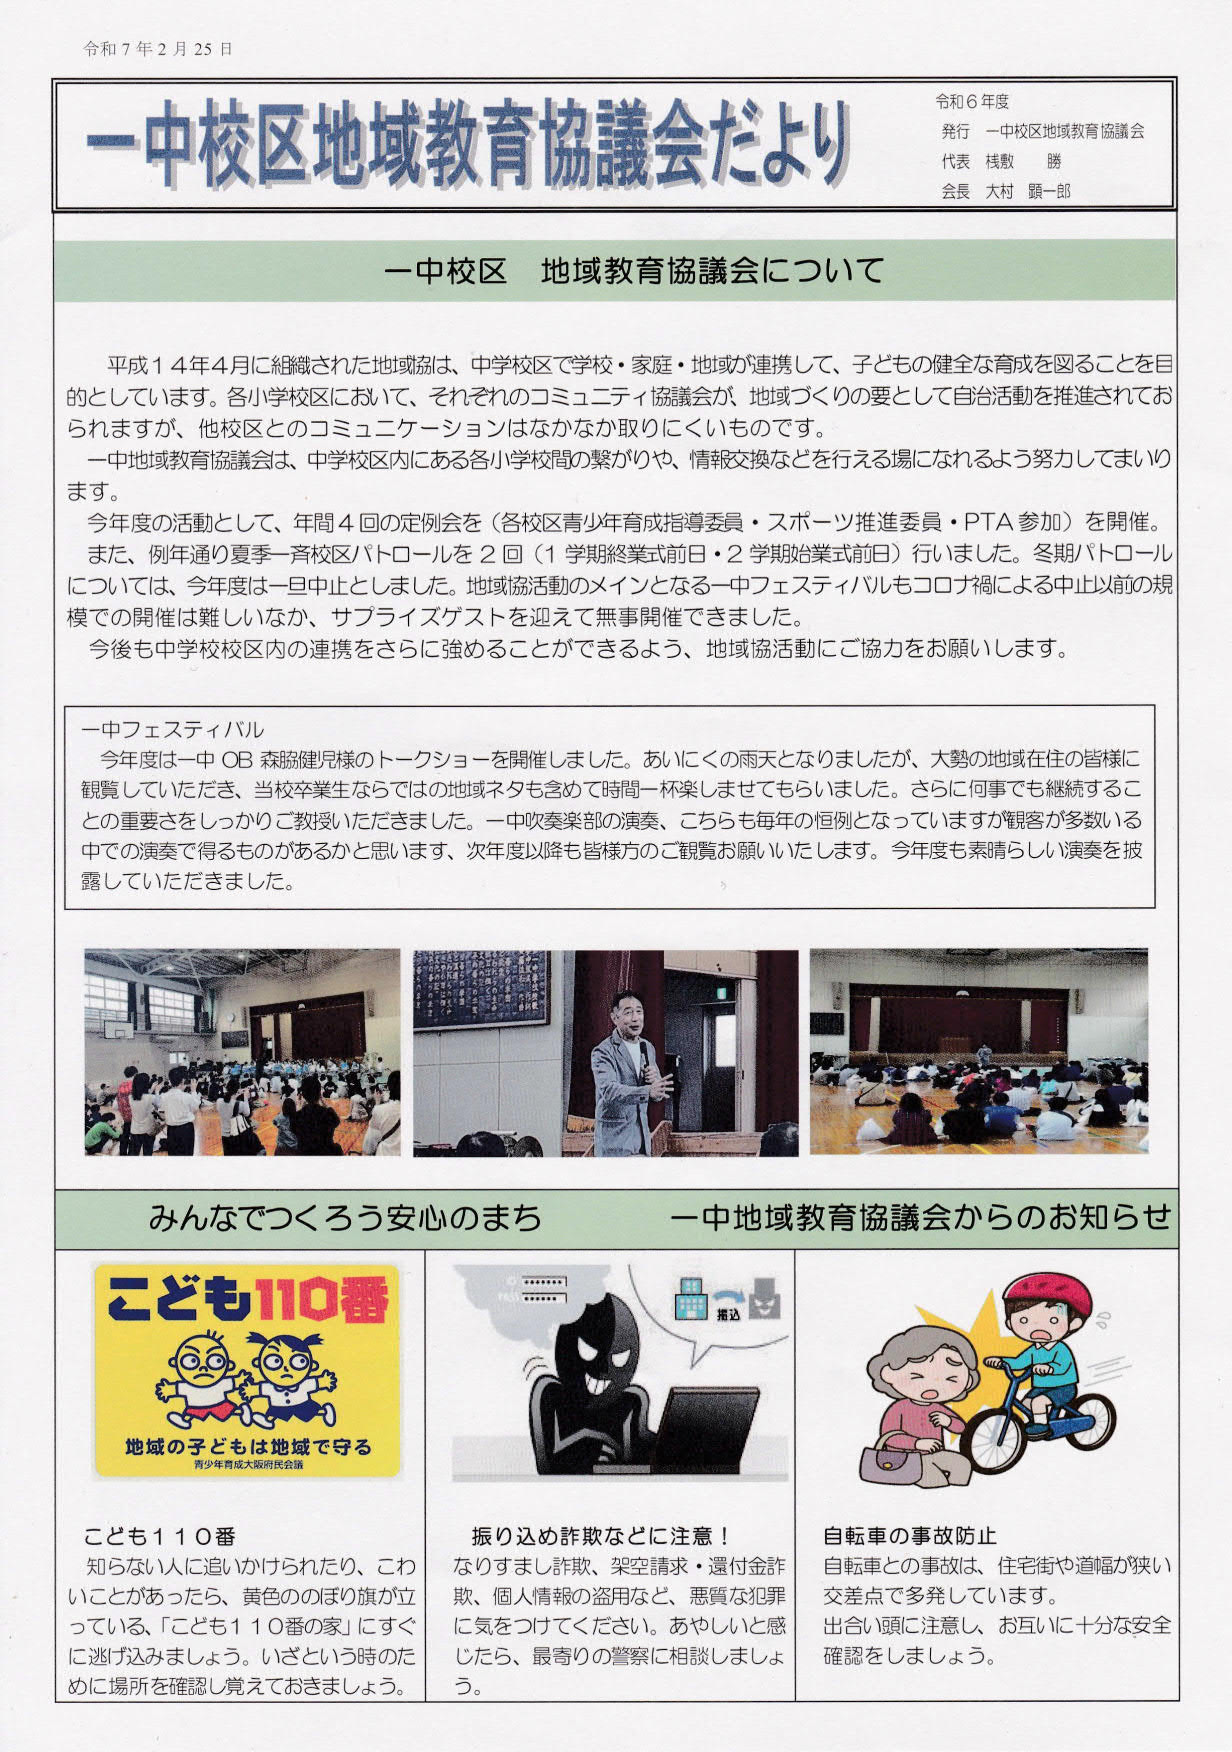 令和7年2月25日
一中校区地域教育協議会だより
令和6年度
発行　一中校区地域教育協議会
代表　桟敷　　勝
会長　大村　顕一郎
一中校区　地域教育協議会について
平成14年4月に組織された地域協は、中学校区で学校・家庭・地域が連携して、子どもの健全な育成を図ることを目
的としています。各小学校区において、それぞれのコミュニティ協議会が、地域づくりの要として自治活動を推進されてお
られますが、他校区とのコミュニケーションはなかなか取りにくいものです。
一中地域教育協議会は、中学校区内にある各小学校間の繋がりや、情報交換などを行える場になれるよう努力してまいり
ます。
今年度の活動として、年間4回の定例会を（各校区青少年育成指導委員・スポーツ推進委員・PTA参加）を開催。
また、例年通り夏季一斉校区パトロールを2回（1学期終業式前日・2学期始業式前日）行いました。冬期パトロール
については、今年度は一旦中止としました。地域協活動のメインとなる一中フェスティバルもコロナ禍による中止以前の規
模での開催は難しいなか、サプライズゲストを迎えて無事開催できました。
今後も中学校校区内の連携をさらに強めることができるよう、地域協活動にご協力をお願いします。
一中フェスティバル
今年度は一中OB 森脇健児様のトークショーを開催しました。あいにくの雨天となりましたが、大勢の地域在住の皆様に
観覧していただき、当校卒業生ならではの地域ネタも含めて時間一杯楽しませてもらいました。さらに何事でも継続するこ
との重要さをしっかりご教授いただきました。一中吹奏楽部の演奏、こちらも毎年の恒例となっていますが観客が多数いる
中での演奏で得るものがあるかと思います、次年度以降も皆様方のご観覧お願いいたします。今年度も素晴らしい演奏を披
露していただきました。
みんなでつくろう安心のまち　一中地域教育協議会からのお知らせ
こども110番
地域の子どもは地域で守る
青少年育成大阪府民会議
振込
こども110番
知らない人に追いかけられたり、こわ
いことがあったら、黄色ののぼり旗が立
っている、「こども110番の家」にすぐ
に逃げ込みましょう。いざという時のた
めに場所を確認し覚えておきましょう。
振り込め詐欺などに注意！
なりすまし詐欺、架空請求・還付金詐
欺、個人情報の盗用など、悪質な犯罪
に気をつけてください。あやしいと感
じたら、最寄りの警察に相談しましょ
う。
自転車の事故防止
自転車との事故は、住宅街や道幅が狭い
交差点で多発しています。
出合い頭に注意し、お互いに十分な安全
確認をしましょう。